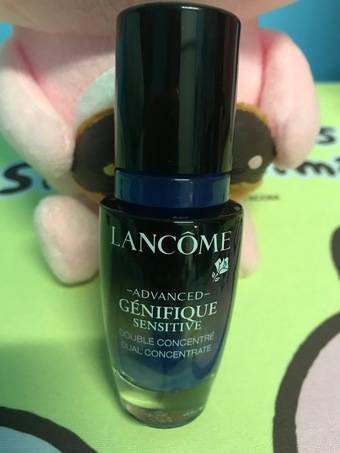 LANCÔME
-ADVANCED-
GÉNIFIQUE
SENSITIVE
DOUBLE CONCENTRÉ
DUAL CONCENTRATE